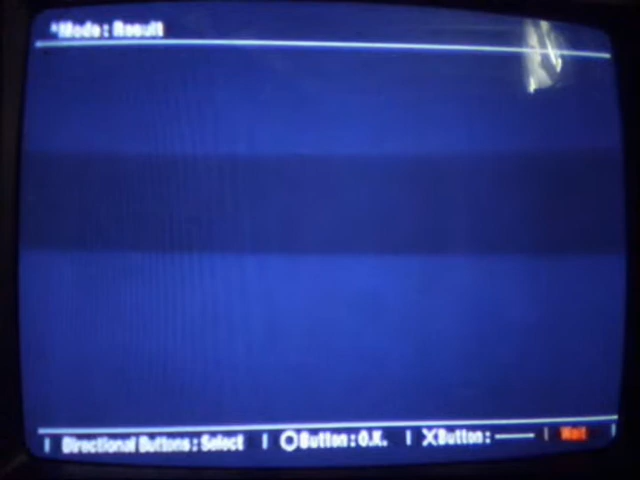 *Mode : Result
| Directional Buttons : Select | ○Button : O.K. | ×Button : ―― | Wait |